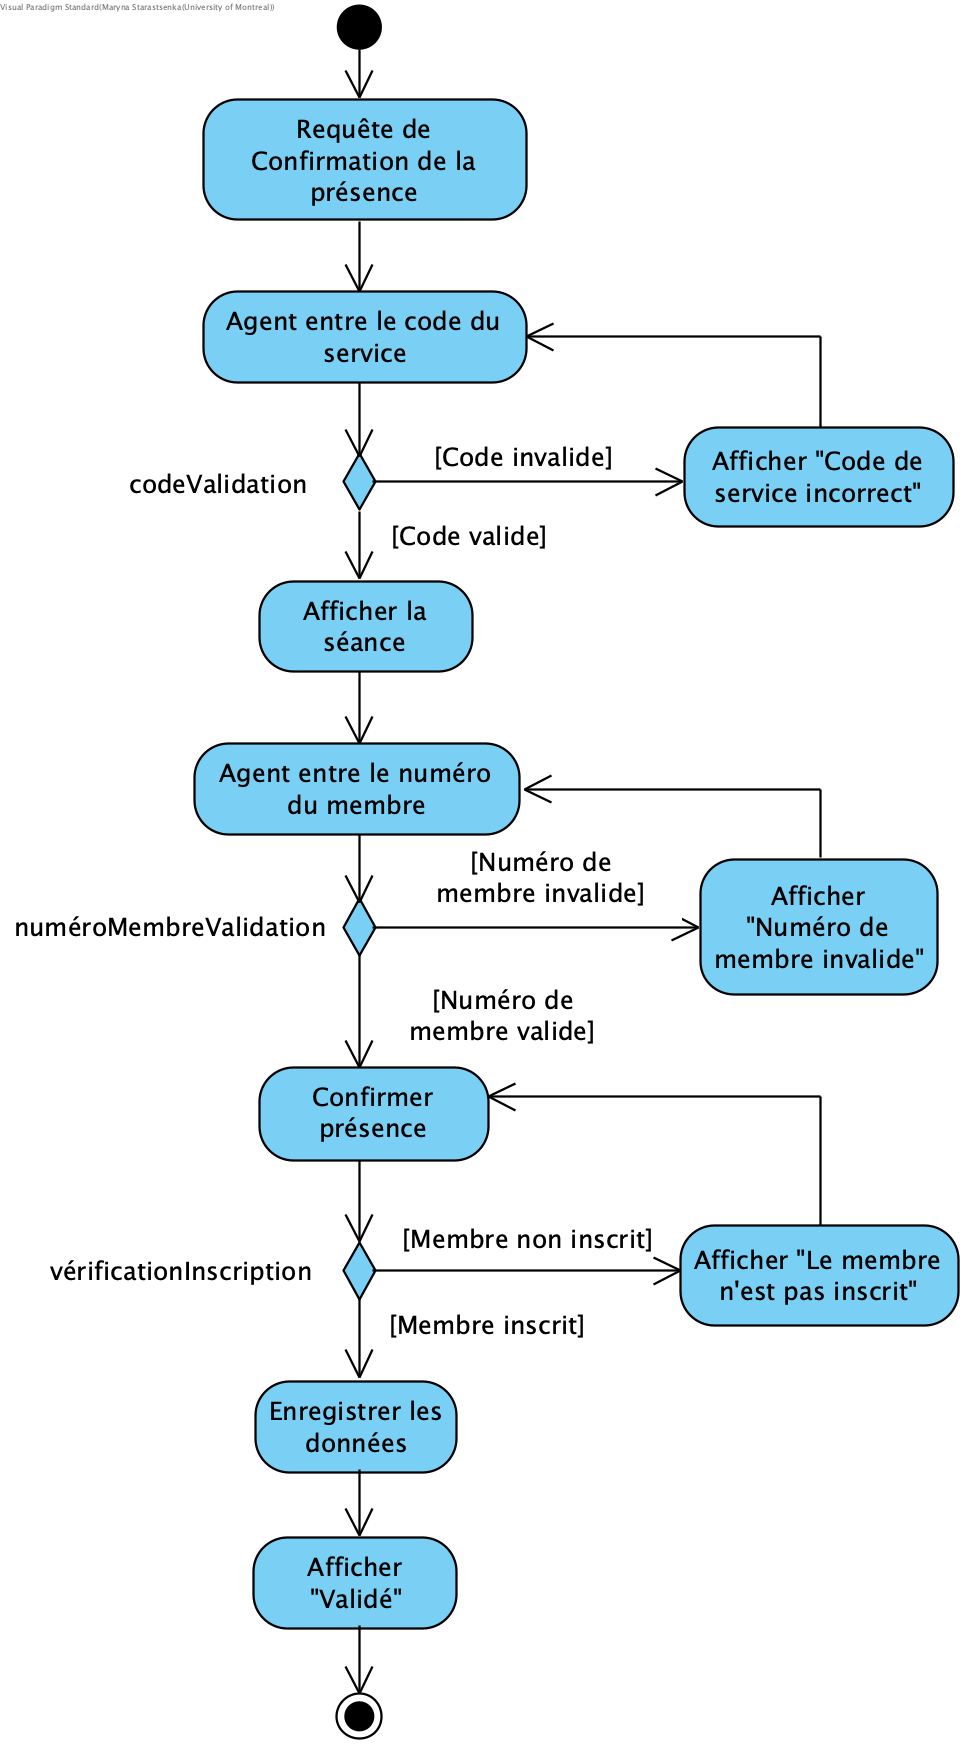 Visual Paradigm Standard(Maryna Starastsenka(University of Montreal))
Requête de
Confirmation de la
présence
Agent entre le code du
service
codeValidation
[Code invalide]
Afficher "Code de
service incorrect"
[Code valide]
Afficher la
séance
Agent entre le numéro
du membre
[Numéro de
membre invalide]
numéroMembreValidation
Afficher
"Numéro de
membre invalide"
[Numéro de
membre valide]
Confirmer
présence
[Membre non inscrit]
vérificationInscription
Afficher "Le membre
n'est pas inscrit"
[Membre inscrit]
Enregistrer les
données
Afficher
"Validé"